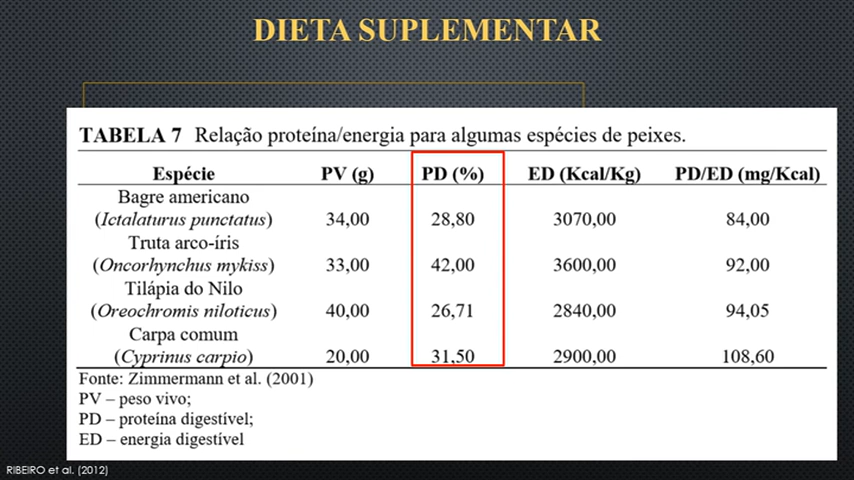 DIETA SUPLEMENTAR
TABELA 7 Relação proteína/energia para algumas espécies de peixes.
Espécie PV (g) PD (%) ED (Kcal/Kg) PD/ED (mg/Kcal)
Bagre americano
(Ictalaturus punctatus) 34,00 28,80 3070,00 84,00
Truta arco-íris
(Oncorhynchus mykiss) 33,00 42,00 3600,00 92,00
Tilápia do Nilo
(Oreochromis niloticus) 40,00 26,71 2840,00 94,05
Carpa comum
(Cyprinus carpio) 20,00 31,50 2900,00 108,60
Fonte: Zimmermann et al. (2001)
PV – peso vivo;
PD – proteína digestível;
ED – energia digestível
RIBEIRO et al. (2012)